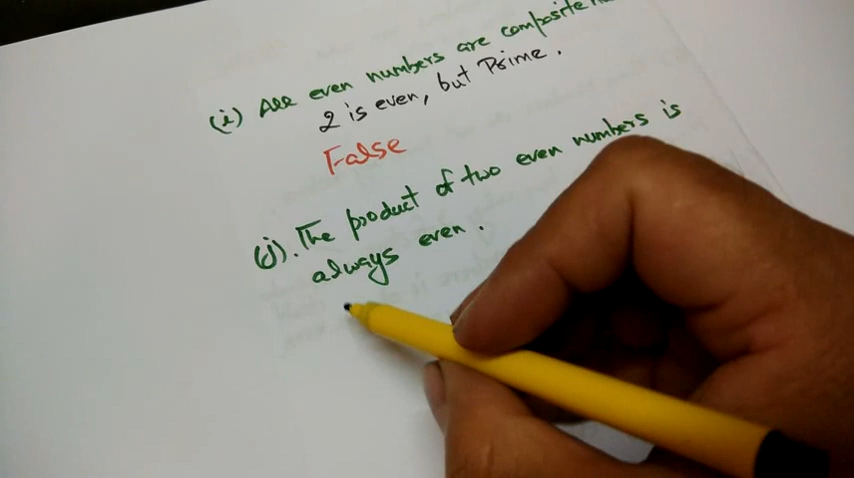 (i) All even numbers are composite
2 is even, but Prime.
False
(j). The product of two even numbers is
always even.